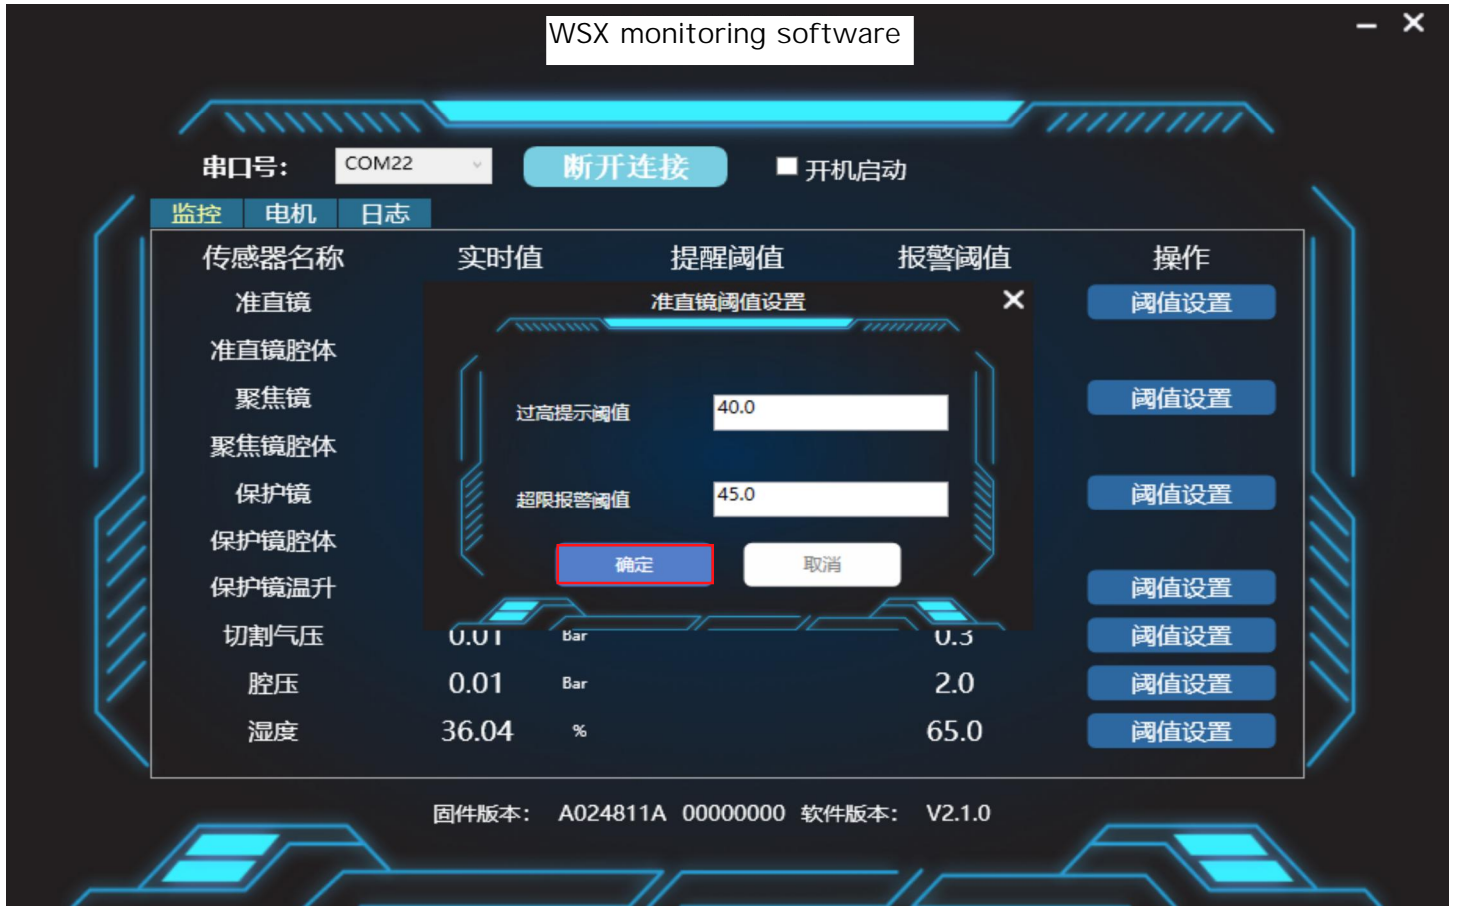 WSX monitoring software
串口号： COM22 断开连接 开机启动
监控 电机 日志
传感器名称 实时值 提醒阈值 报警阈值 操作
准直镜 准直镜阈值设置 阈值设置
准直镜腔体
聚焦镜 过高提示阈值 40.0 阈值设置
聚焦镜腔体
保护镜 超限报警阈值 45.0 阈值设置
保护镜腔体
确定 取消
保护镜温升 阈值设置
切割气压 0.01 Bar 0.3 阈值设置
腔压 0.01 Bar 2.0 阈值设置
湿度 36.04 % 65.0 阈值设置
固件版本： A024811A 00000000 软件版本： V2.1.0